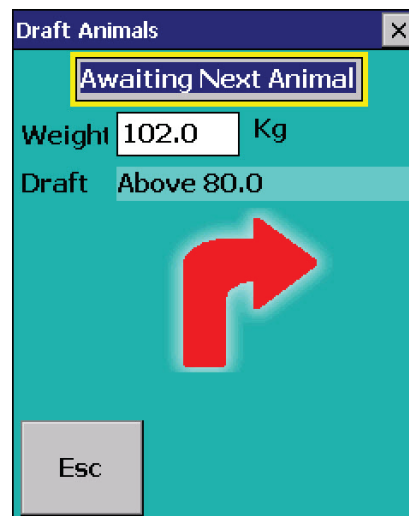 Draft Animals
Awaiting Next Animal
Weight 102.0 Kg
Draft Above 80.0
Esc